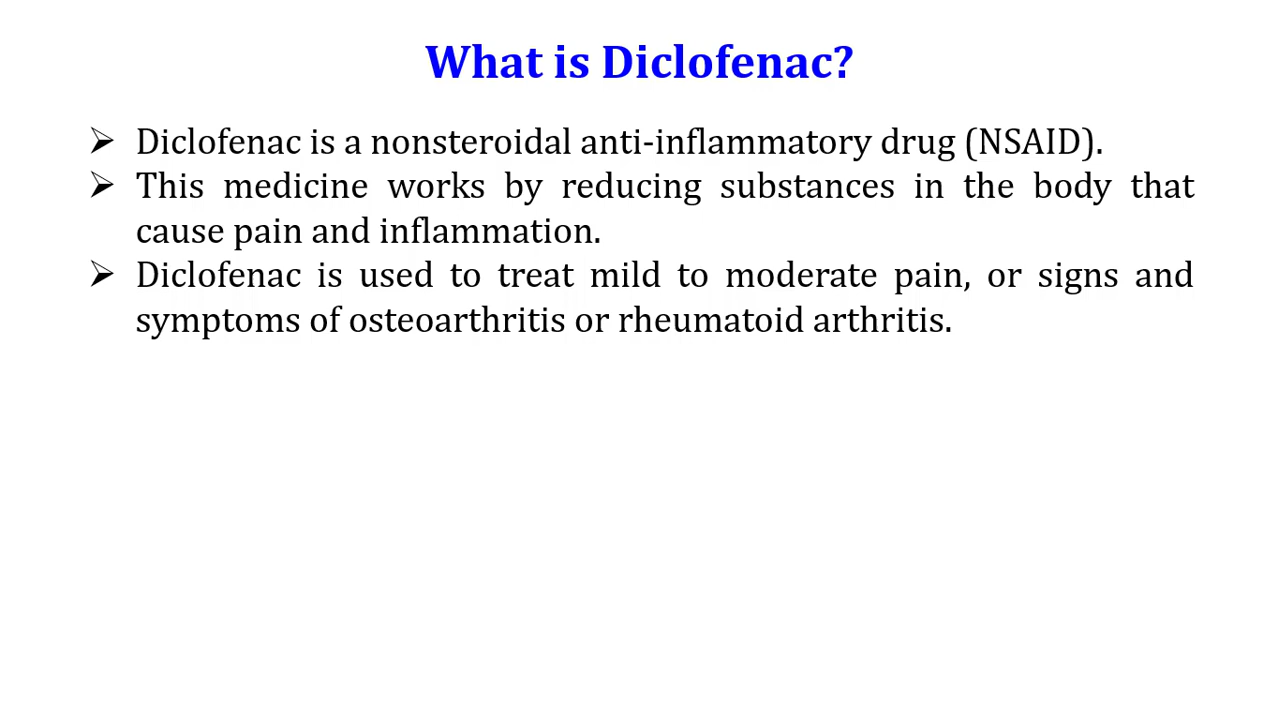 What is Diclofenac?
➢ Diclofenac is a nonsteroidal anti-inflammatory drug (NSAID).
➢ This medicine works by reducing substances in the body that
cause pain and inflammation.
➢ Diclofenac is used to treat mild to moderate pain, or signs and
symptoms of osteoarthritis or rheumatoid arthritis.